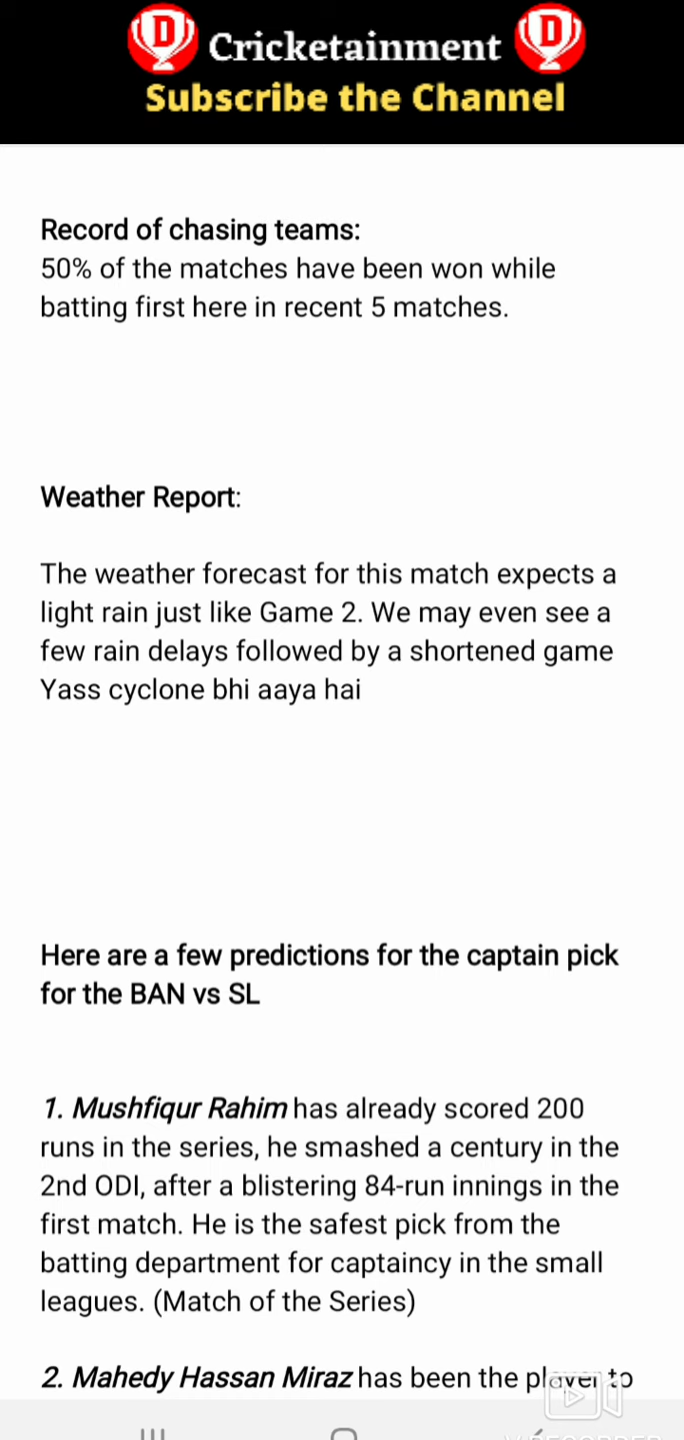 D Cricketainment D
Subscribe the Channel
Record of chasing teams:
50% of the matches have been won while
batting first here in recent 5 matches.
Weather Report:
The weather forecast for this match expects a
light rain just like Game 2. We may even see a
few rain delays followed by a shortened game
Yass cyclone bhi aaya hai
Here are a few predictions for the captain pick
for the BAN vs SL
1. Mushfiqur Rahim has already scored 200
runs in the series, he smashed a century in the
2nd ODI, after a blistering 84-run innings in the
first match. He is the safest pick from the
batting department for captaincy in the small
leagues. (Match of the Series)
2. Mahedy Hassan Miraz has been the player to